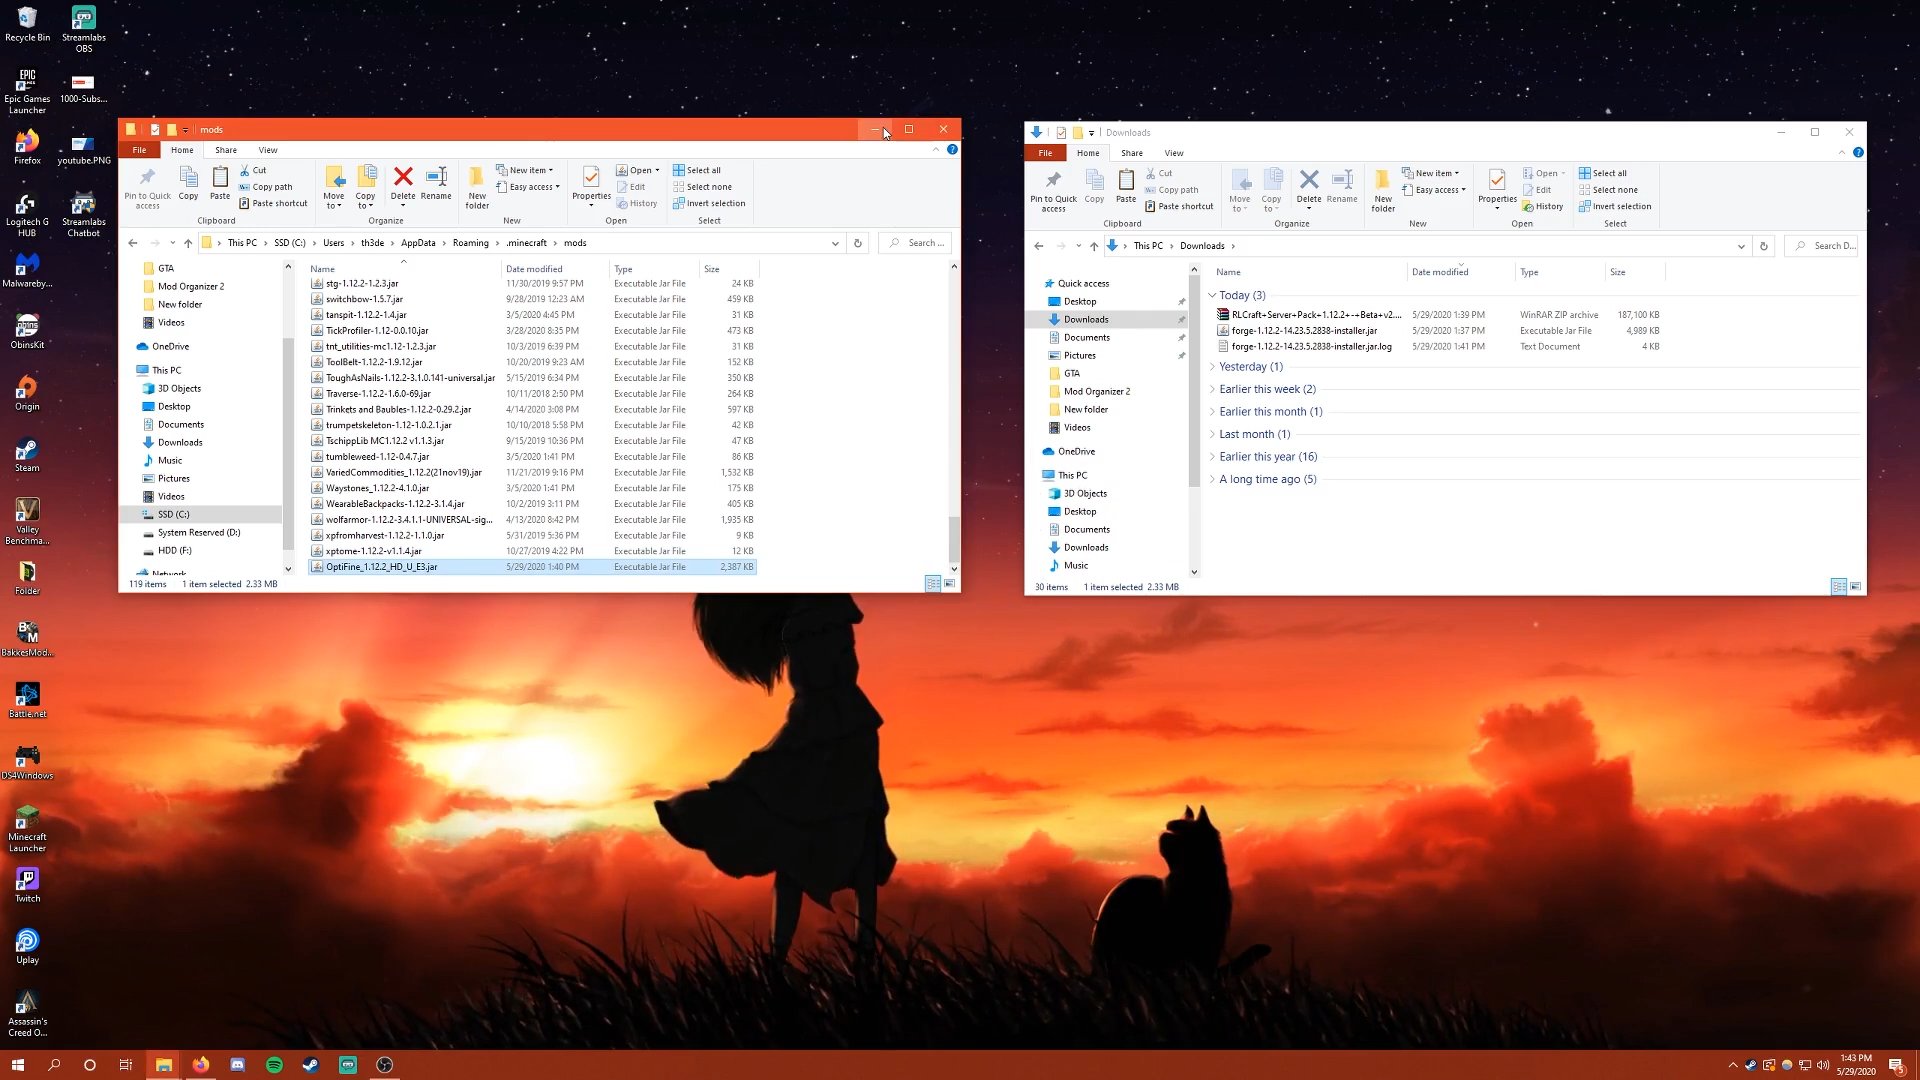 Recycle Bin
Streamlabs OBS
Epic Games Launcher
1000-Subs...
Firefox
youtube.PNG
Logitech G HUB
Streamlabs Chatbot
Malwareby...
ObinsKit
Origin
Steam
Valley Benchma...
Folder
BakkesMod...
Battle.net
DS4Windows
Minecraft Launcher
Twitch
Uplay
Assassin's Creed O...
mods
File Home Share View
Pin to Quick access
Copy
Paste
Cut
Copy path
Paste shortcut
Clipboard
Move to
Copy to
Delete
Rename
Organize
New folder
New item
Easy access
New
Properties
Open
Edit
History
Open
Select all
Select none
Invert selection
Select
This PC > SSD (C:) > Users > th3de > AppData > Roaming > .minecraft > mods
Search ...
GTA
Mod Organizer 2
New folder
Videos
OneDrive
This PC
3D Objects
Desktop
Documents
Downloads
Music
Pictures
Videos
SSD (C:)
System Reserved (D:)
HDD (F:)
Network
Name Date modified Type Size
stg-1.12.2-1.2.3.jar 11/30/2019 9:57 PM Executable Jar File 24 KB
switchbow-1.5.7.jar 9/28/2019 12:23 AM Executable Jar File 459 KB
tanspit-1.12.2-1.4.jar 3/5/2020 4:45 PM Executable Jar File 31 KB
TickProfiler-1.12-0.0.10.jar 3/28/2020 8:35 PM Executable Jar File 473 KB
tnt_utilities-mc1.12-1.2.3.jar 10/3/2019 6:39 PM Executable Jar File 31 KB
ToolBelt-1.12.2-1.9.12.jar 10/20/2019 9:23 AM Executable Jar File 152 KB
ToughAsNails-1.12.2-3.1.0.141-universal.jar 5/15/2019 6:34 PM Executable Jar File 350 KB
Traverse-1.12.2-1.6.0-69.jar 10/11/2018 2:50 PM Executable Jar File 264 KB
Trinkets and Baubles-1.12.2-0.29.2.jar 4/14/2020 3:08 PM Executable Jar File 597 KB
trumpetskeleton-1.12-1.0.2.1.jar 10/10/2018 5:58 PM Executable Jar File 42 KB
TschippLib MC1.12.2 v1.1.3.jar 9/15/2019 10:36 PM Executable Jar File 47 KB
tumbleweed-1.12-0.4.7.jar 3/5/2020 1:41 PM Executable Jar File 86 KB
VariedCommodities_1.12.2(21nov19).jar 11/21/2019 9:16 PM Executable Jar File 1,532 KB
Waystones_1.12.2-4.1.0.jar 3/5/2020 1:41 PM Executable Jar File 175 KB
WearableBackpacks-1.12.2-3.1.4.jar 10/2/2019 3:11 PM Executable Jar File 405 KB
wolfarmor-1.12.2-3.4.1.1-UNIVERSAL-sig... 4/13/2020 8:42 PM Executable Jar File 1,935 KB
xpfromharvest-1.12.2-1.1.0.jar 5/31/2019 5:36 PM Executable Jar File 9 KB
xptome-1.12.2-v1.1.4.jar 10/27/2019 4:22 PM Executable Jar File 12 KB
OptiFine_1.12.2_HD_U_E3.jar 5/29/2020 1:40 PM Executable Jar File 2,387 KB
119 items 1 item selected 2.33 MB
Downloads
File Home Share View
Pin to Quick access
Copy
Paste
Cut
Copy path
Paste shortcut
Clipboard
Move to
Copy to
Delete
Rename
Organize
New folder
New item
Easy access
New
Properties
Open
Edit
History
Open
Select all
Select none
Invert selection
Select
This PC > Downloads >
Search D...
Quick access
Desktop
Downloads
Documents
Pictures
GTA
Mod Organizer 2
New folder
Videos
OneDrive
This PC
3D Objects
Desktop
Documents
Downloads
Music
Name Date modified Type Size
Today (3)
RLCraft+Server+Pack+1.12.2+-+Beta+v2.... 5/29/2020 1:39 PM WinRAR ZIP archive 187,100 KB
forge-1.12.2-14.23.5.2838-installer.jar 5/29/2020 1:37 PM Executable Jar File 4,989 KB
forge-1.12.2-14.23.5.2838-installer.jar.log 5/29/2020 1:41 PM Text Document 4 KB
Yesterday (1)
Earlier this week (2)
Earlier this month (1)
Last month (1)
Earlier this year (16)
A long time ago (5)
30 items 1 item selected 2.33 MB
1:43 PM
5/29/2020